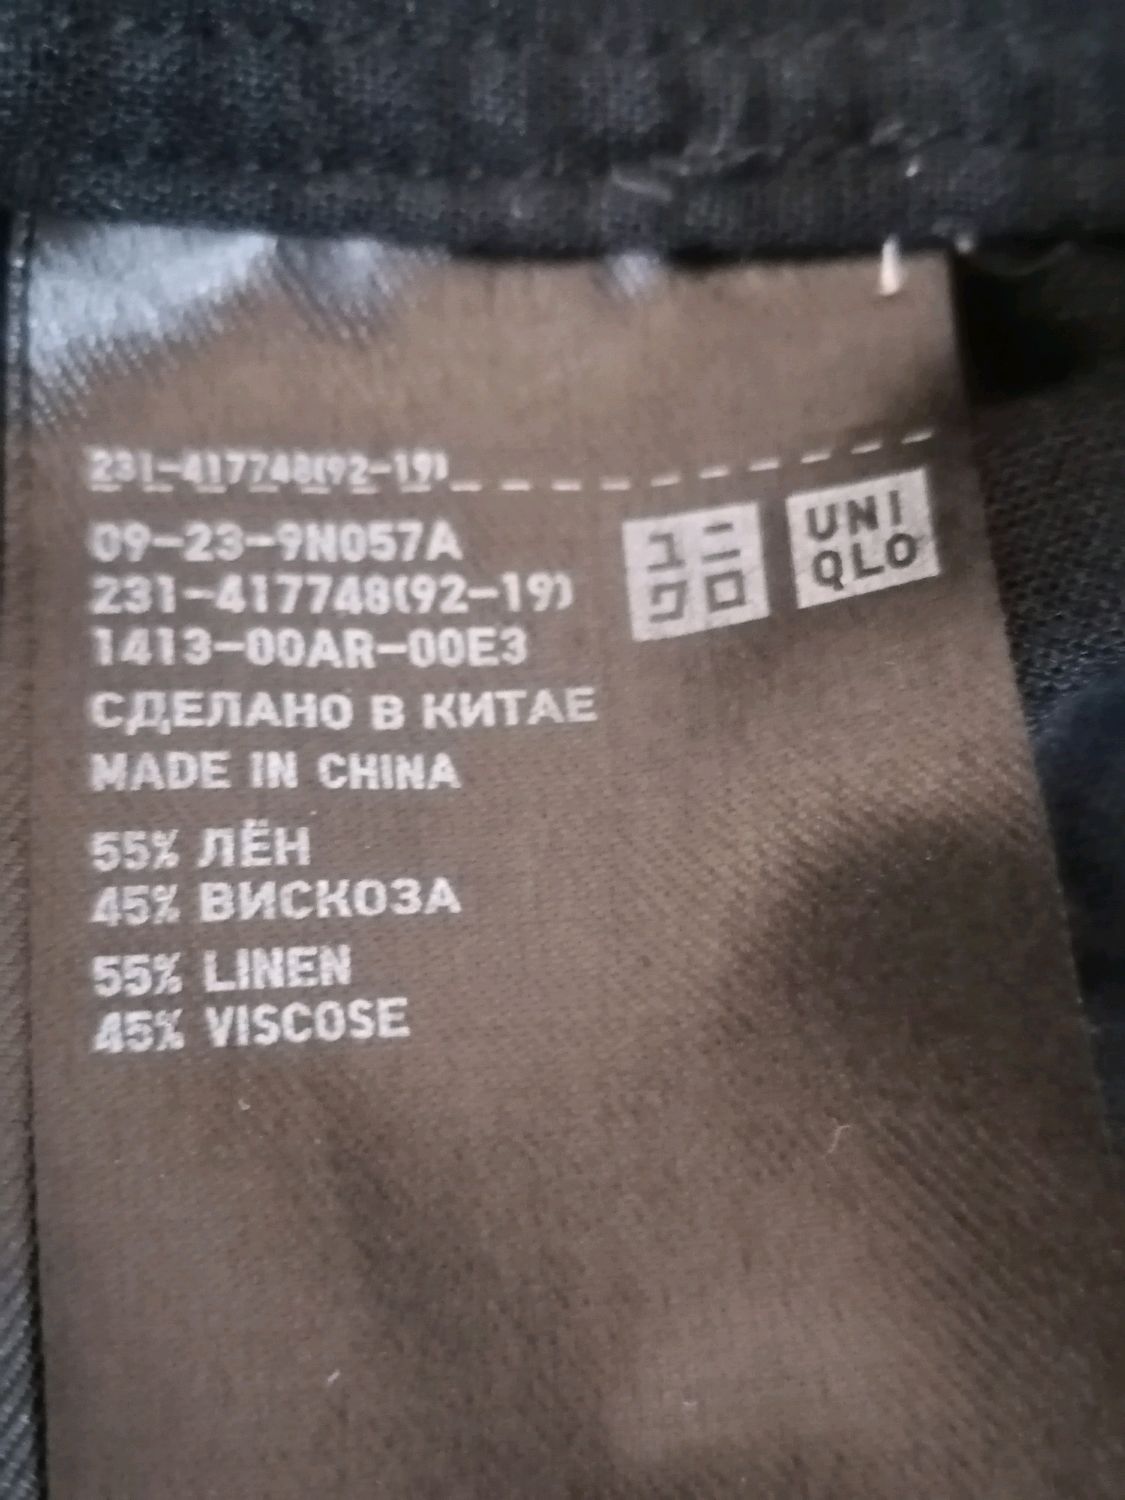 231-417748(92-19)
09-23-9N057A
231-417748(92-19)
1413-00AR-00E3
СДЕЛАНО В КИТАЕ
MADE IN CHINA
55% ЛЁН
45% ВИСКОЗА
55% LINEN
45% VISCOSE
ユニ
クロ
UNI
QLO